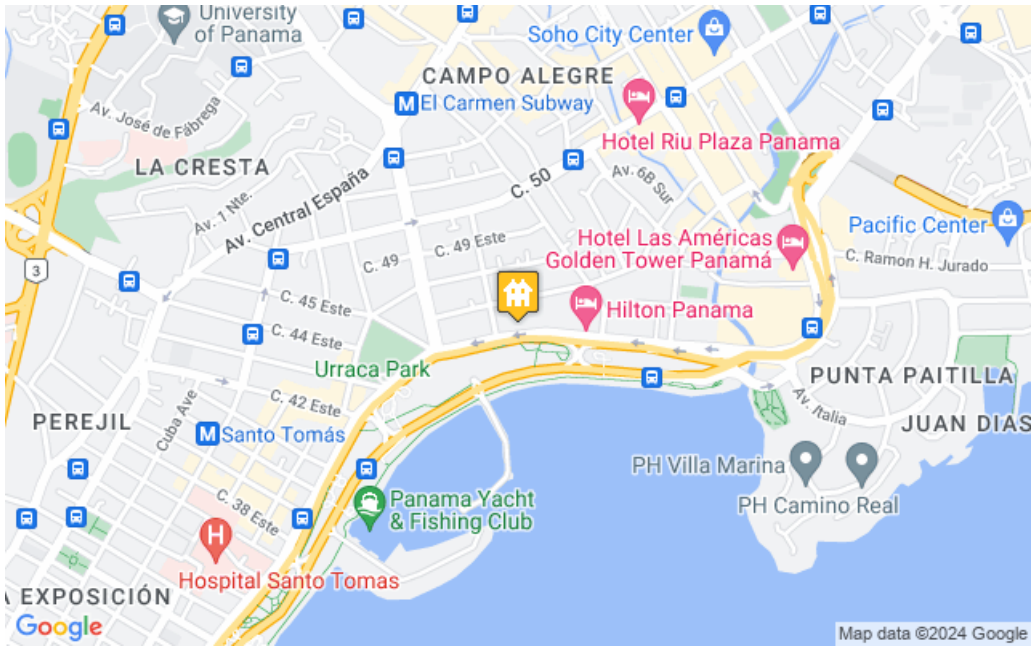 University
of Panama
Soho City Center
CAMPO ALEGRE
M El Carmen Subway
Av. José de Fábrega
Hotel Riu Plaza Panama
LA CRESTA
C. 50
Av. 6B Sur
Av. 1 Nte.
Av. Central España
C. 49 Este
Hotel Las Américas
Golden Tower Panamá
Pacific Center
C. 49
C. Ramon H. Jurado
3
C. 45 Este
Hilton Panama
C. 44 Este
Urraca Park
PUNTA PAITILLA
C. 42 Este
Av. Italia
PEREJIL
Cuba Ave
JUAN DIAS
M Santo Tomás
PH Villa Marina
PH Camino Real
Panama Yacht
& Fishing Club
C. 38 Este
H
Hospital Santo Tomas
A EXPOSICIÓN
Google
Map data ©2024 Google